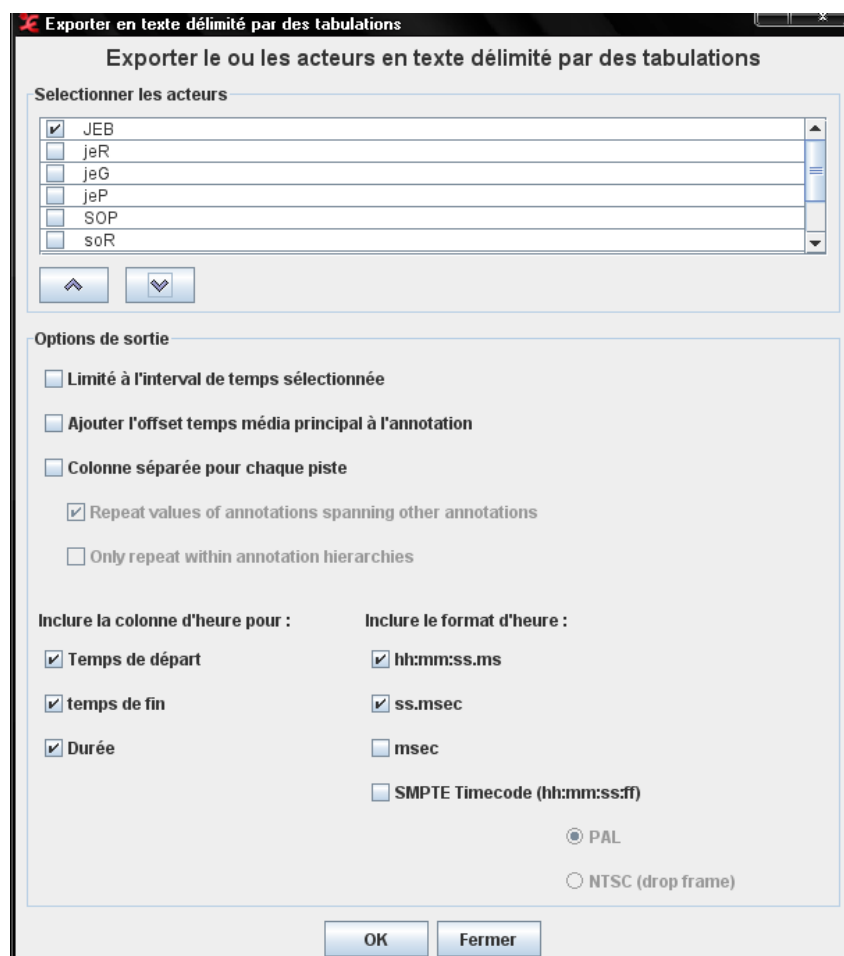 Exporter en texte délimité par des tabulations
Exporter le ou les acteurs en texte délimité par des tabulations
Selectionner les acteurs
JEB
jeR
jeG
jeP
SOP
soR
Options de sortie
Limité à l'interval de temps sélectionnée
Ajouter l'offset temps média principal à l'annotation
Colonne séparée pour chaque piste
Repeat values of annotations spanning other annotations
Only repeat within annotation hierarchies
Inclure la colonne d'heure pour : Inclure le format d'heure :
Temps de départ hh:mm:ss.ms
temps de fin ss.msec
Durée msec
SMPTE Timecode (hh:mm:ss:ff)
PAL
NTSC (drop frame)
OK Fermer